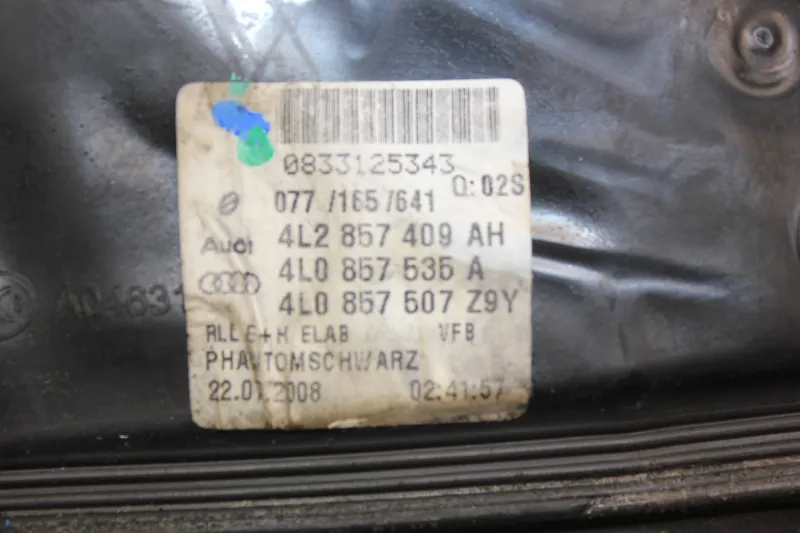 0833125343
Q: 02S
077 /165 /641
Audi
4L2 857 409 AH
4L0 857 535 A
4L0 857 507 Z9Y
ELAB VFB
PHANTOMSCHWARZ
22.01.2008 02:41:57